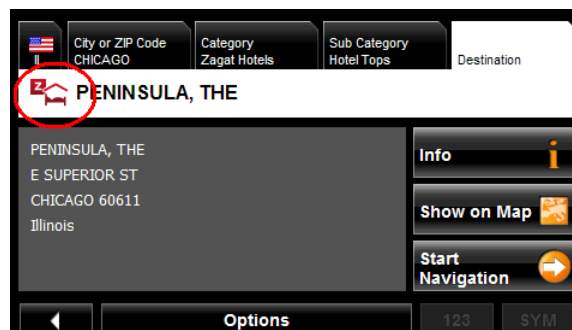 City or ZIP Code
CHICAGO
Category
Zagat Hotels
Sub Category
Hotel Tops
Destination
Z
PENINSULA, THE
PENINSULA, THE
E SUPERIOR ST
CHICAGO 60611
Illinois
Info
i
Show on Map
Start
Navigation
Options
123
SYM